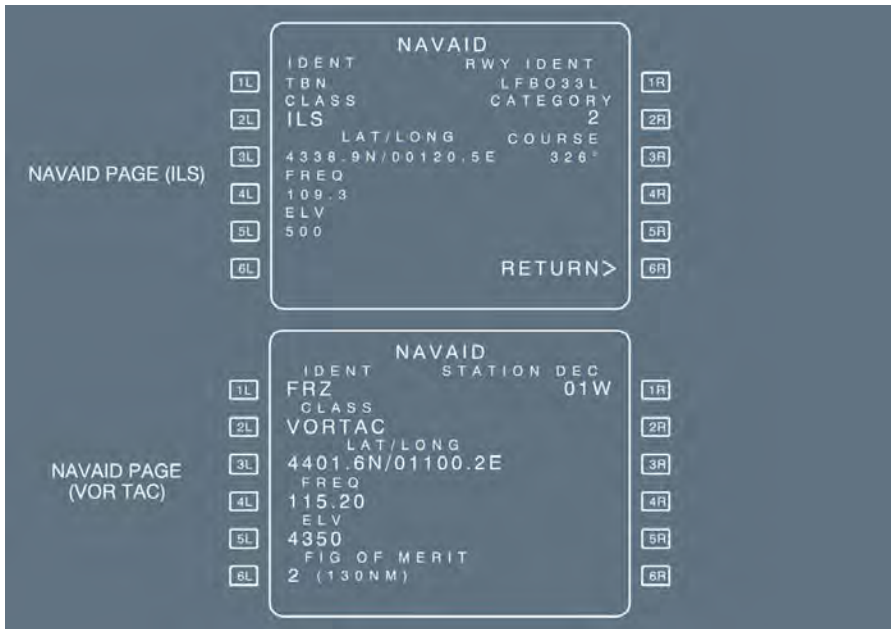 NAVAID
IDENT RWY IDENT
1L TBN LFBO33L 1R
CLASS CATEGORY
2L ILS 2 2R
LAT/LONG COURSE
3L 4338.9N/00120.5E 326° 3R
NAVAID PAGE (ILS)
FREQ
4L 109.3 4R
ELV
5L 500 5R
6L RETURN> 6R
NAVAID
IDENT STATION DEC
1L FRZ 01W 1R
CLASS
2L VORTAC 2R
LAT/LONG
3L 4401.6N/01100.2E 3R
NAVAID PAGE
(VOR TAC)
FREQ
4L 115.20 4R
ELV
5L 4350 5R
FIG OF MERIT
6L 2 (130NM) 6R